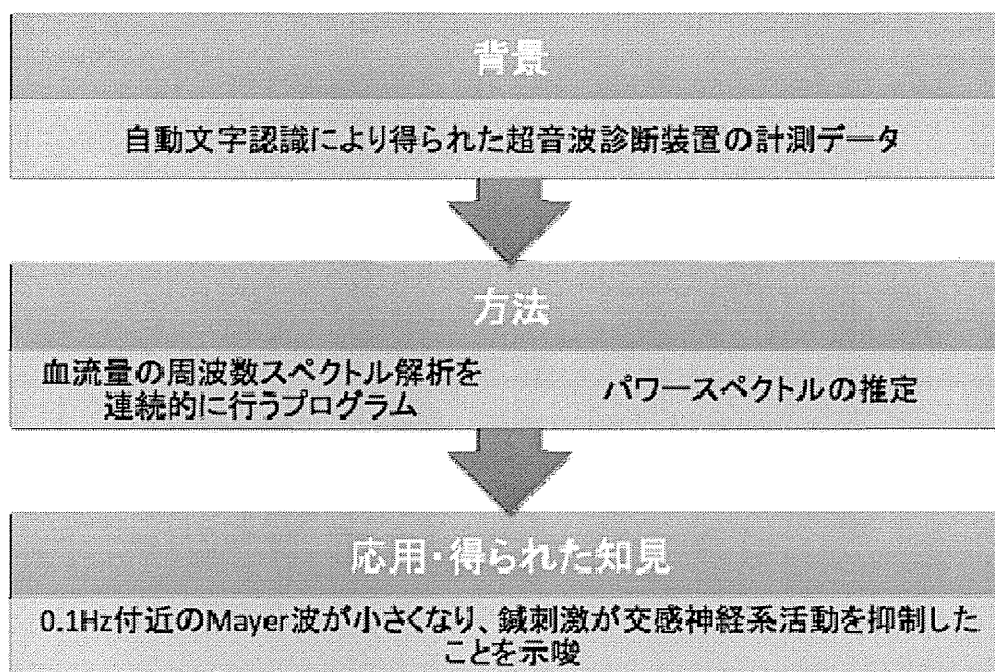 背景
自動文字認識により得られた超音波診断装置の計測データ
方法
血流量の周波数スペクトル解析を
連続的に行うプログラム
パワースペクトルの推定
応用・得られた知見
0.1Hz付近のMayer波が小さくなり、鍼刺激が交感神経系活動を抑制した
ことを示唆